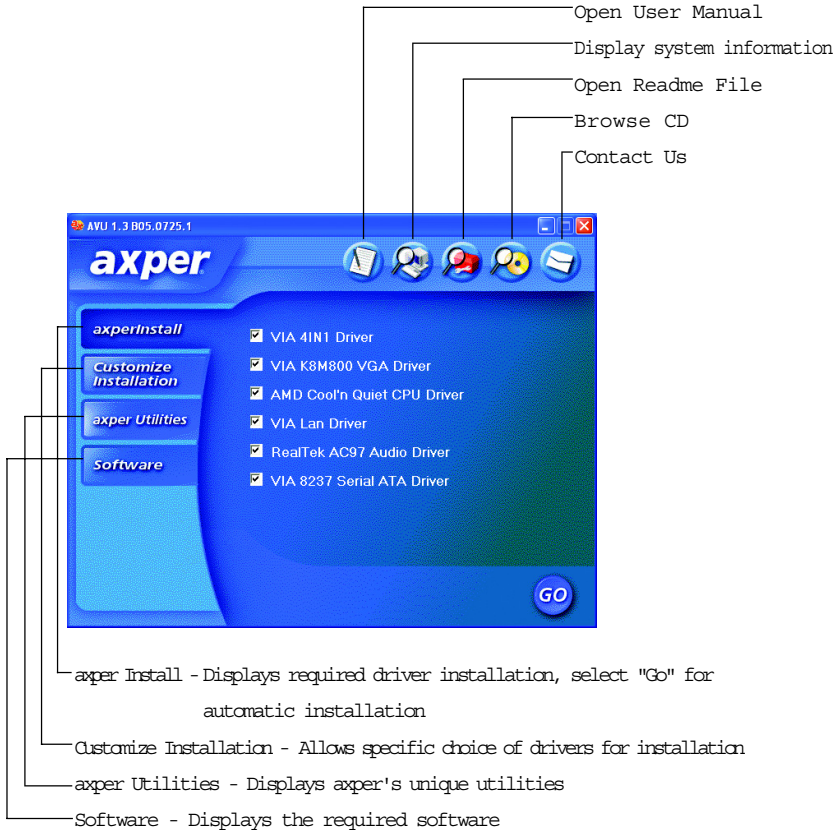 Open User Manual
Display system information
Open Readme File
Browse CD
Contact Us
AVU 1.3 B05.0725.1
axper
axperInstall
Customize
Installation
axper Utilities
Software
VIA 4IN1 Driver
VIA K8M800 VGA Driver
AMD Cool'n Quiet CPU Driver
VIA Lan Driver
RealTek AC97 Audio Driver
VIA 8237 Serial ATA Driver
GO
axper Install - Displays required driver installation, select "Go" for
automatic installation
Customize Installation - Allows specific choice of drivers for installation
axper Utilities - Displays axper's unique utilities
Software - Displays the required software